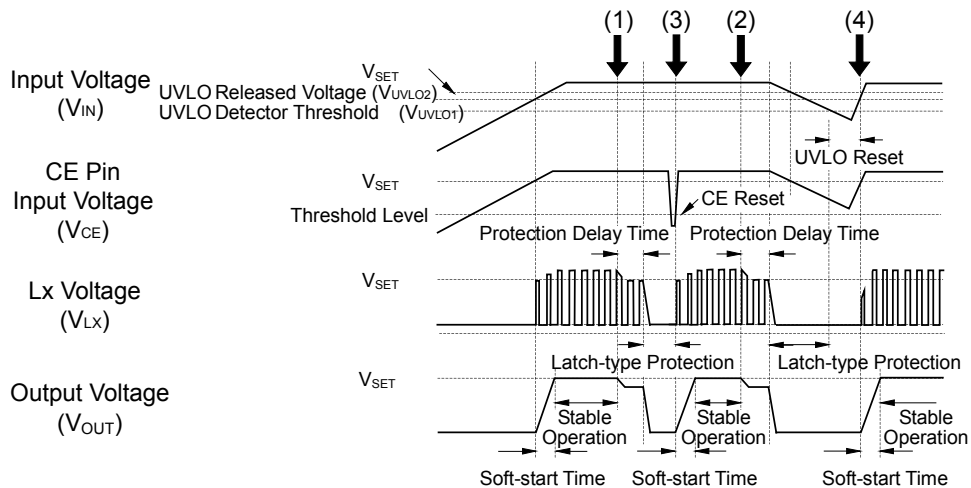 (1) (3) (2) (4)
Input Voltage
(VIN)
VSET
UVLO Released Voltage (VUVLO2)
UVLO Detector Threshold (VUVLO1)
UVLO Reset
CE Pin
Input Voltage
(VCE)
VSET
Threshold Level
CE Reset
Protection Delay Time Protection Delay Time
Lx Voltage
(VLX)
VSET
Latch-type Protection Latch-type Protection
Output Voltage
(VOUT)
VSET
Stable Operation
Stable Operation
Stable Operation
Soft-start Time Soft-start Time Soft-start Time